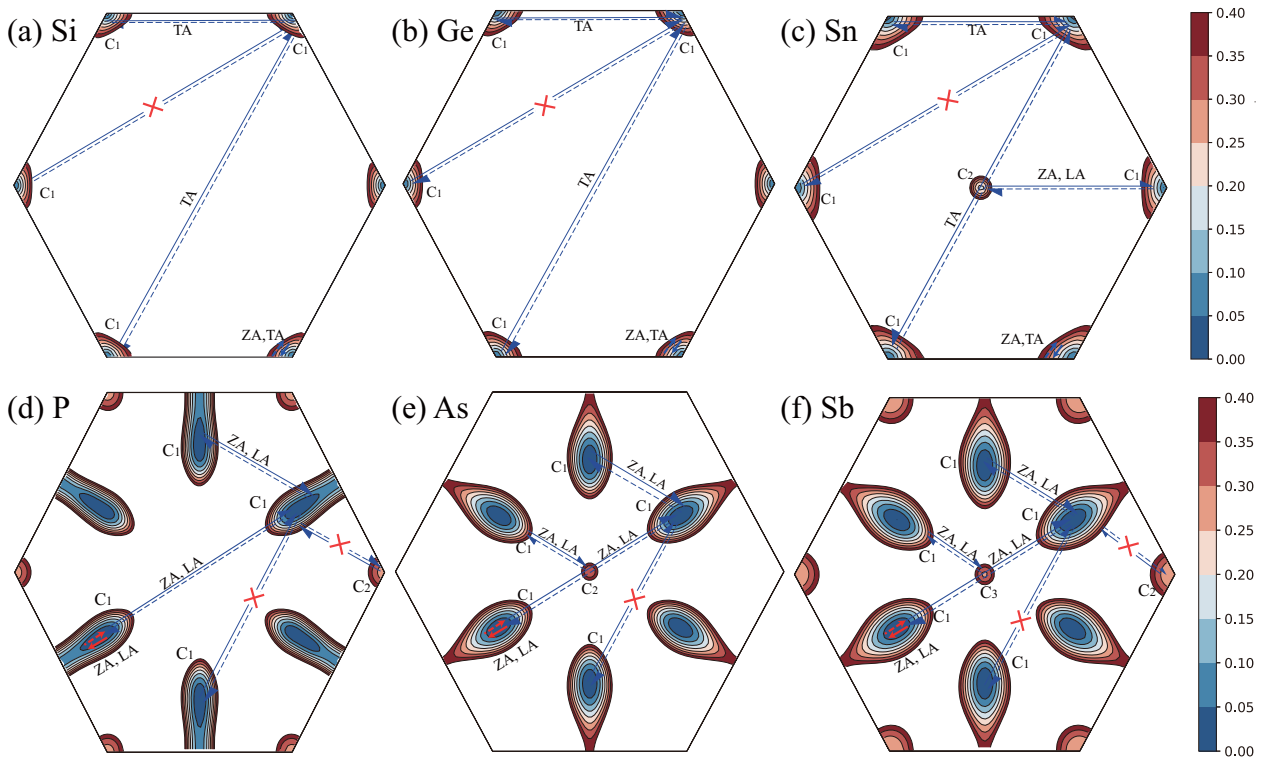 (a) Si
C1
TA
C1
C1
TA
C1
ZA,TA
(b) Ge
C1
TA
C1
C1
TA
C1
ZA,TA
(c) Sn
C1
TA
C1
C1
C2
ZA, LA
C1
TA
C1
ZA,TA
0.40
0.35
0.30
0.25
0.20
0.15
0.10
0.05
0.00
(d) P
C1
ZA, LA
C1
ZA, LA
C2
C1
ZA, LA
C1
(e) As
C1
ZA, LA
C1
ZA, LA
ZA, LA
C1
C2
C1
ZA, LA
C1
(f) Sb
C1
ZA, LA
C1
ZA, LA
ZA, LA
C1
C2
C3
C1
ZA, LA
C1
0.40
0.35
0.30
0.25
0.20
0.15
0.10
0.05
0.00